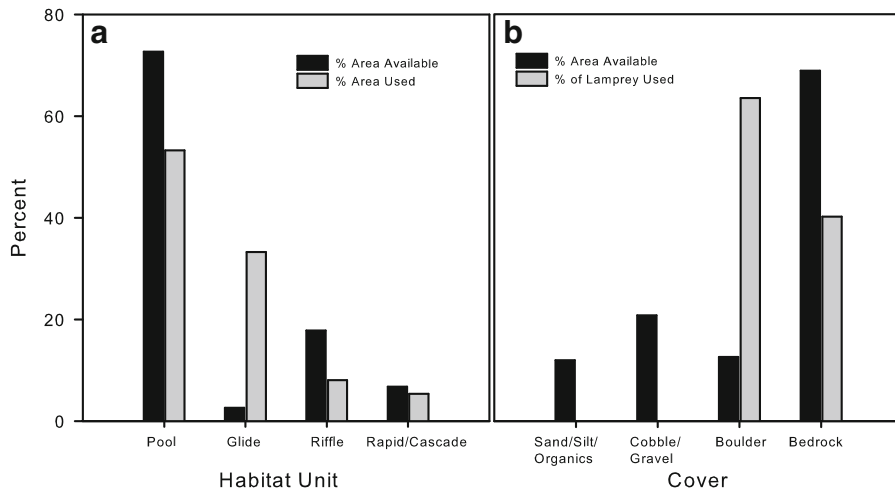 a
b
% Area Available
% Area Used
% Area Available
% of Lamprey Used
Percent
80
60
40
20
0
Pool
Glide
Riffle
Rapid/Cascade
Sand/Silt/
Organics
Cobble/
Gravel
Boulder
Bedrock
Habitat Unit
Cover